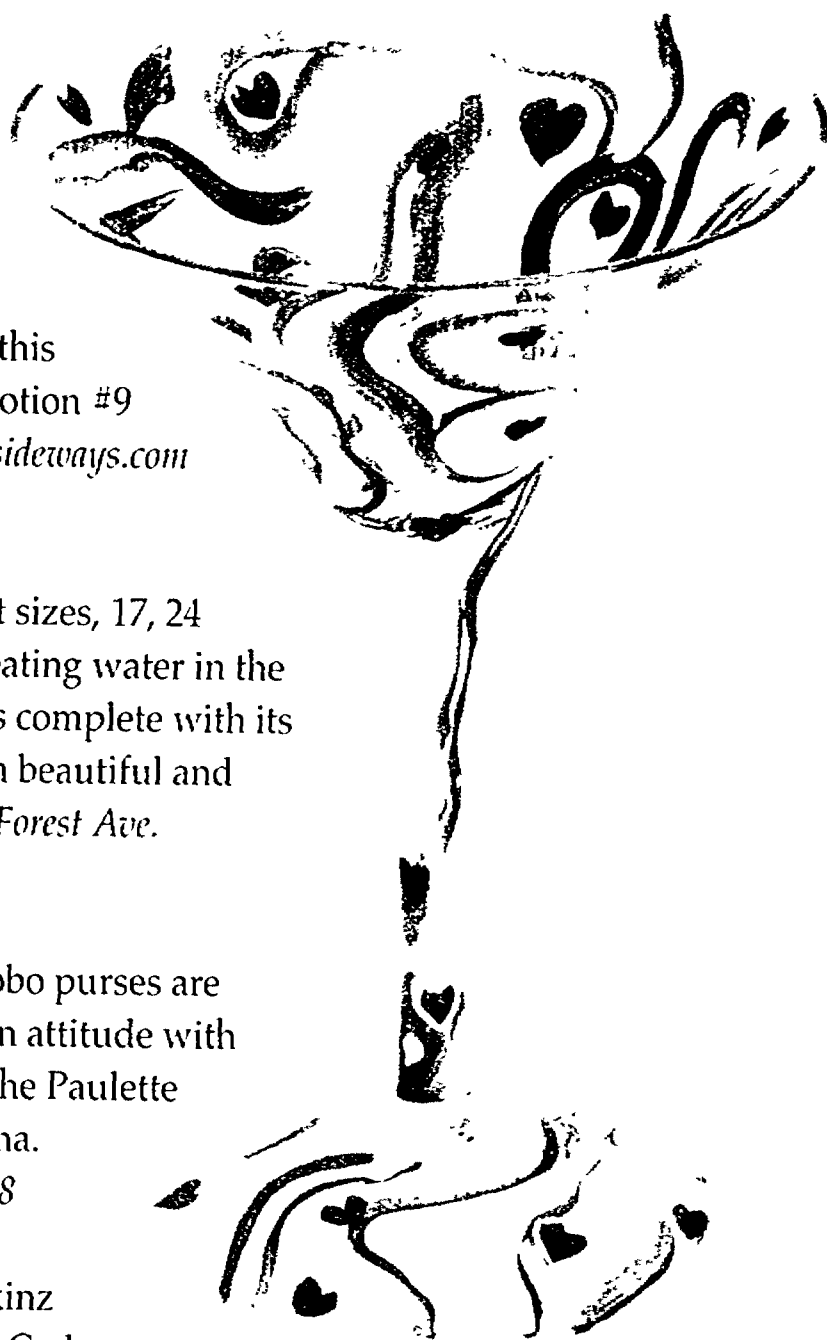 this
otion #9
sideways.com
t sizes, 17, 24
ating water in the
s complete with its
n beautiful and
Forest Ave.
obo purses are
n attitude with
he Paulette
na.
8
kinz